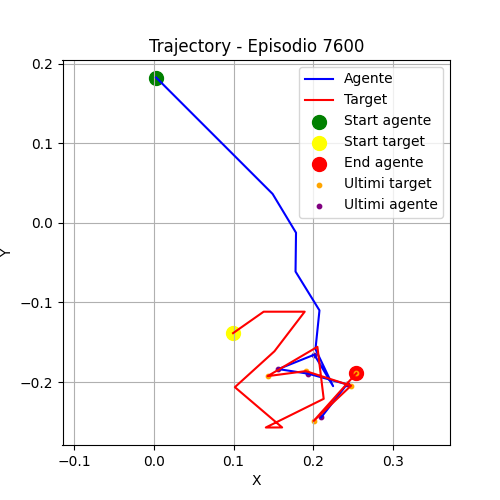 Trajectory - Episodio 7600
0.2
0.1
0.0
−0.1
−0.2
Y
Agente
Target
Start agente
Start target
End agente
Ultimi target
Ultimi agente
−0.1
0.0
0.1
0.2
0.3
X